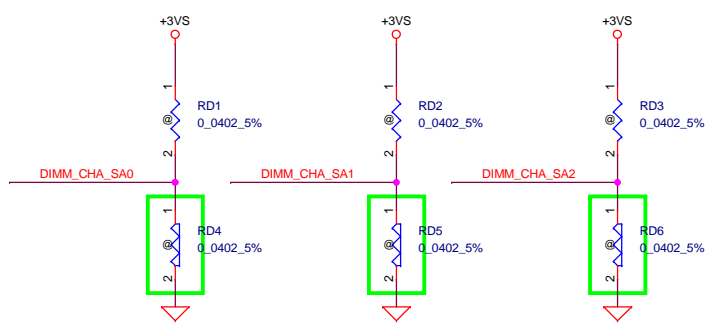 +3VS +3VS +3VS
1 1 1
RD1 RD2 RD3
@ 0_0402_5% @ 0_0402_5% @ 0_0402_5%
2 2 2
DIMM_CHA_SA0 DIMM_CHA_SA1 DIMM_CHA_SA2
1 1 1
RD4 RD5 RD6
@ 0_0402_5% @ 0_0402_5% @ 0_0402_5%
2 2 2